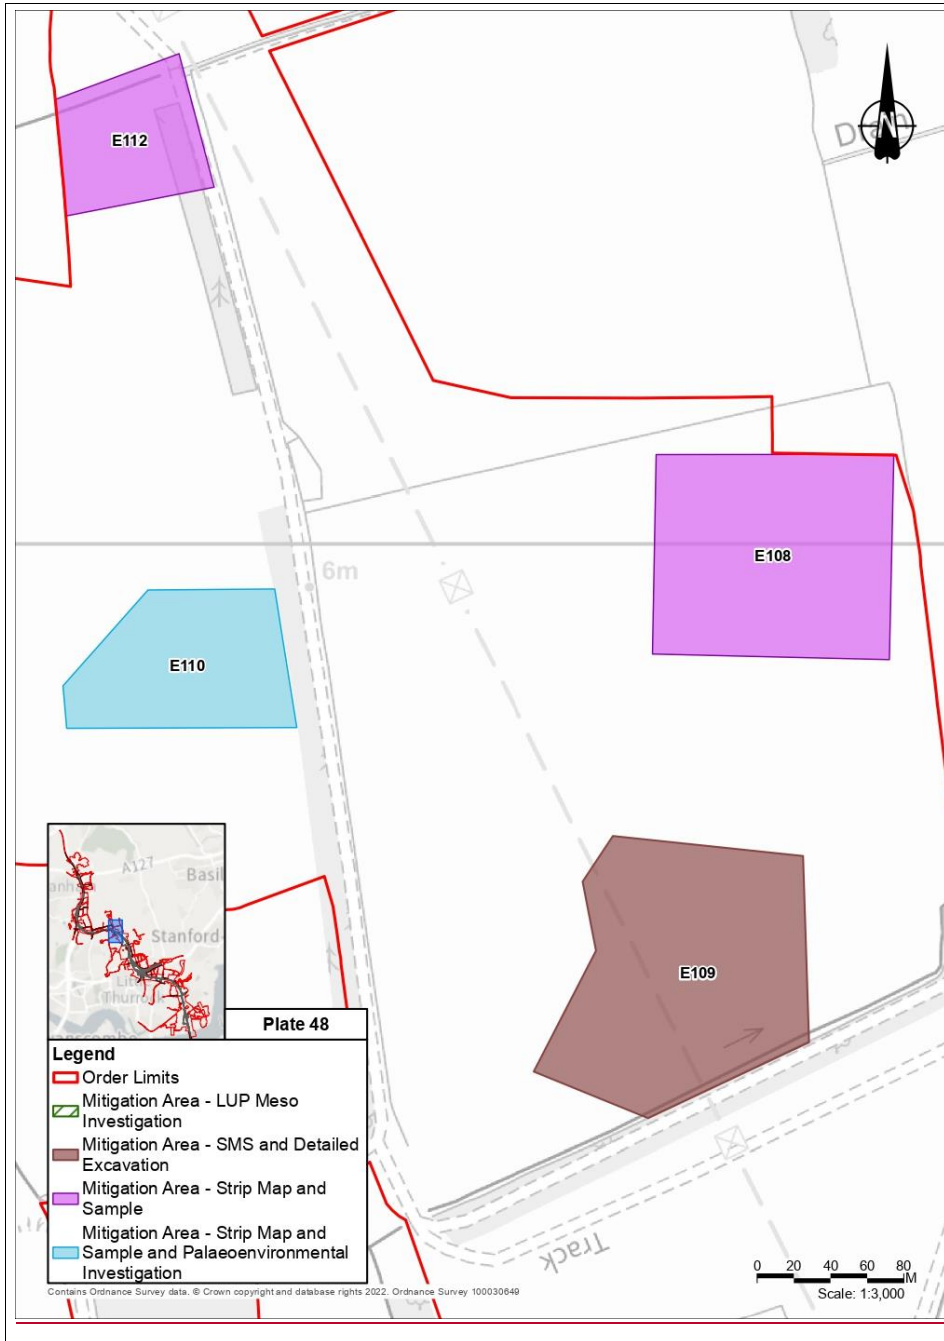 E112
N
Drain
E108
6m
E110
A127
Basil
Stanford-
Thurrock
E109
Plate 48
Legend
Order Limits
Mitigation Area - LUP Meso
Investigation
Mitigation Area - SMS and Detailed
Excavation
Mitigation Area - Strip Map and
Sample
Mitigation Area - Strip Map and
Sample and Palaeoenvironmental
Investigation
Track
0 20 40 60 80
M
Scale: 1:3,000
Contains Ordnance Survey data. © Crown copyright and database rights 2022. Ordnance Survey 100030649